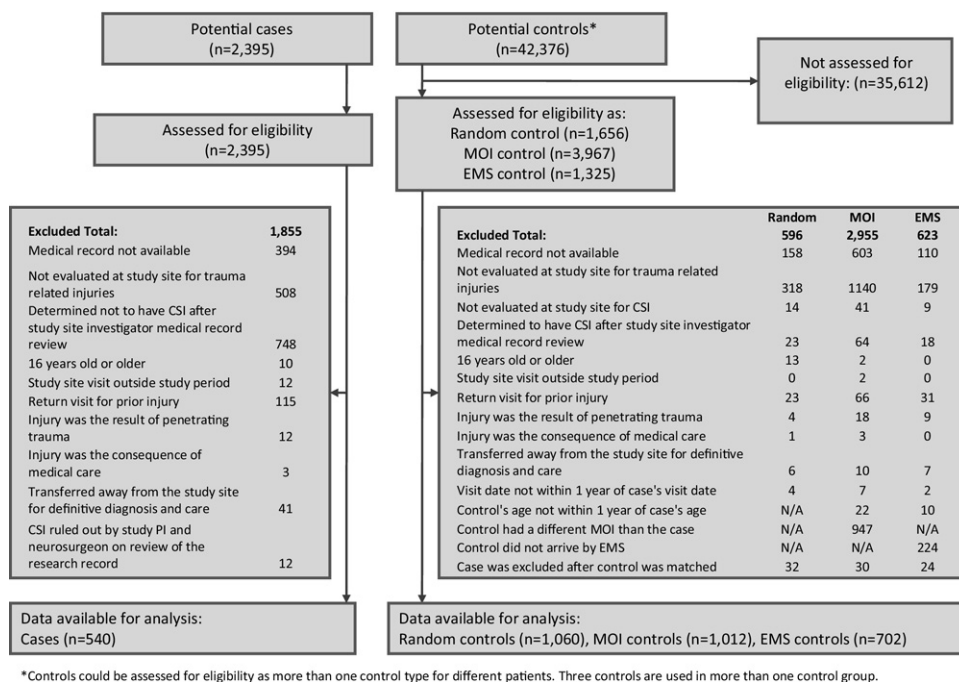 Potential cases
(n=2,395)
Potential controls*
(n=42,376)
Not assessed for
eligibility: (n=35,612)
Assessed for eligibility
(n=2,395)
Assessed for eligibility as:
Random control (n=1,656)
MOI control (n=3,967)
EMS control (n=1,325)
Excluded Total: 1,855
Medical record not available 394
Not evaluated at study site for trauma
related injuries 508
Determined not to have CSI after
study site investigator medical record
review 748
16 years old or older 10
Study site visit outside study period 12
Return visit for prior injury 115
Injury was the result of penetrating
trauma 12
Injury was the consequence of
medical care 3
Transferred away from the study site
for definitive diagnosis and care 41
CSI ruled out by study PI and
neurosurgeon on review of the
research record 12
Random MOI EMS
Excluded Total: 596 2,955 623
Medical record not available 158 603 110
Not evaluated at study site for trauma related
injuries 318 1140 179
Not evaluated at study site for CSI 14 41 9
Determined to have CSI after study site investigator
medical record review 23 64 18
16 years old or older 13 2 0
Study site visit outside study period 0 2 0
Return visit for prior injury 23 66 31
Injury was the result of penetrating trauma 4 18 9
Injury was the consequence of medical care 1 3 0
Transferred away from the study site for definitive
diagnosis and care 6 10 7
Visit date not within 1 year of case's visit date 4 7 2
Control's age not within 1 year of case's age N/A 22 10
Control had a different MOI than the case N/A 947 N/A
Control did not arrive by EMS N/A N/A 224
Case was excluded after control was matched 32 30 24
Data available for analysis:
Cases (n=540)
Data available for analysis:
Random controls (n=1,060), MOI controls (n=1,012), EMS controls (n=702)
*Controls could be assessed for eligibility as more than one control type for different patients. Three controls are used in more than one control group.